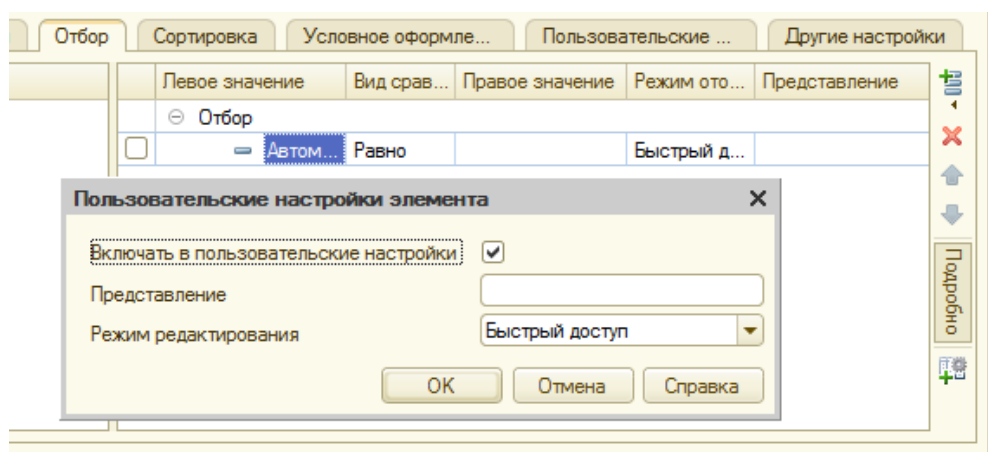 Отбор Сортировка Условное оформле... Пользовательские ... Другие настройки
Левое значение Вид срав... Правое значение Режим ото... Представление
Отбор
Автом... Равно Быстрый д...
Пользовательские настройки элемента
Включать в пользовательские настройки
Представление
Режим редактирования Быстрый доступ
ОК Отмена Справка
Подробно